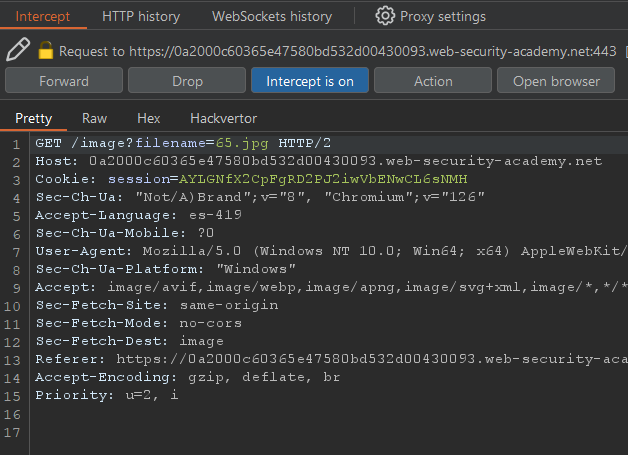 Intercept HTTP history WebSockets history Proxy settings
Request to https://0a2000c60365e47580bd532d00430093.web-security-academy.net:443 [
Forward Drop Intercept is on Action Open browser
Pretty Raw Hex Hackvertor
1 GET /image?filename=65.jpg HTTP/2
2 Host: 0a2000c60365e47580bd532d00430093.web-security-academy.net
3 Cookie: session=AYLGNfX2CpFgRD2PJ2iwVbENwCL6sNMH
4 Sec-Ch-Ua: "Not/A)Brand";v="8", "Chromium";v="126"
5 Accept-Language: es-419
6 Sec-Ch-Ua-Mobile: ?0
7 User-Agent: Mozilla/5.0 (Windows NT 10.0; Win64; x64) AppleWebKit/
8 Sec-Ch-Ua-Platform: "Windows"
9 Accept: image/avif,image/webp,image/apng,image/svg+xml,image/*,*/*
10 Sec-Fetch-Site: same-origin
11 Sec-Fetch-Mode: no-cors
12 Sec-Fetch-Dest: image
13 Referer: https://0a2000c60365e47580bd532d00430093.web-security-aca
14 Accept-Encoding: gzip, deflate, br
15 Priority: u=2, i
16
17